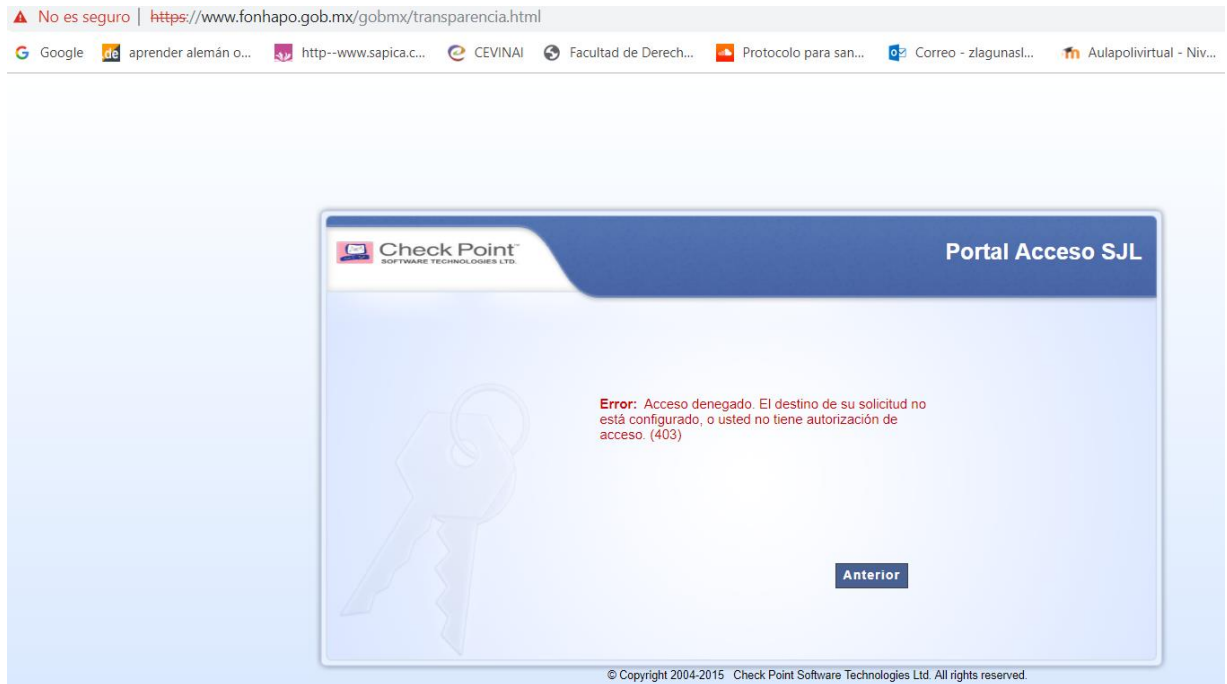 No es seguro | https://www.fonhapo.gob.mx/gobmx/transparencia.html
Google aprender alemán o... http--www.sapica.c... CEVINAI Facultad de Derech... Protocolo para san... Correo - zlagunasl... Aulapolivirtual - Niv...
Check Point
SOFTWARE TECHNOLOGIES LTD.
Portal Acceso SJL
Error: Acceso denegado. El destino de su solicitud no
está configurado, o usted no tiene autorización de
acceso. (403)
Anterior
© Copyright 2004-2015 Check Point Software Technologies Ltd. All rights reserved.